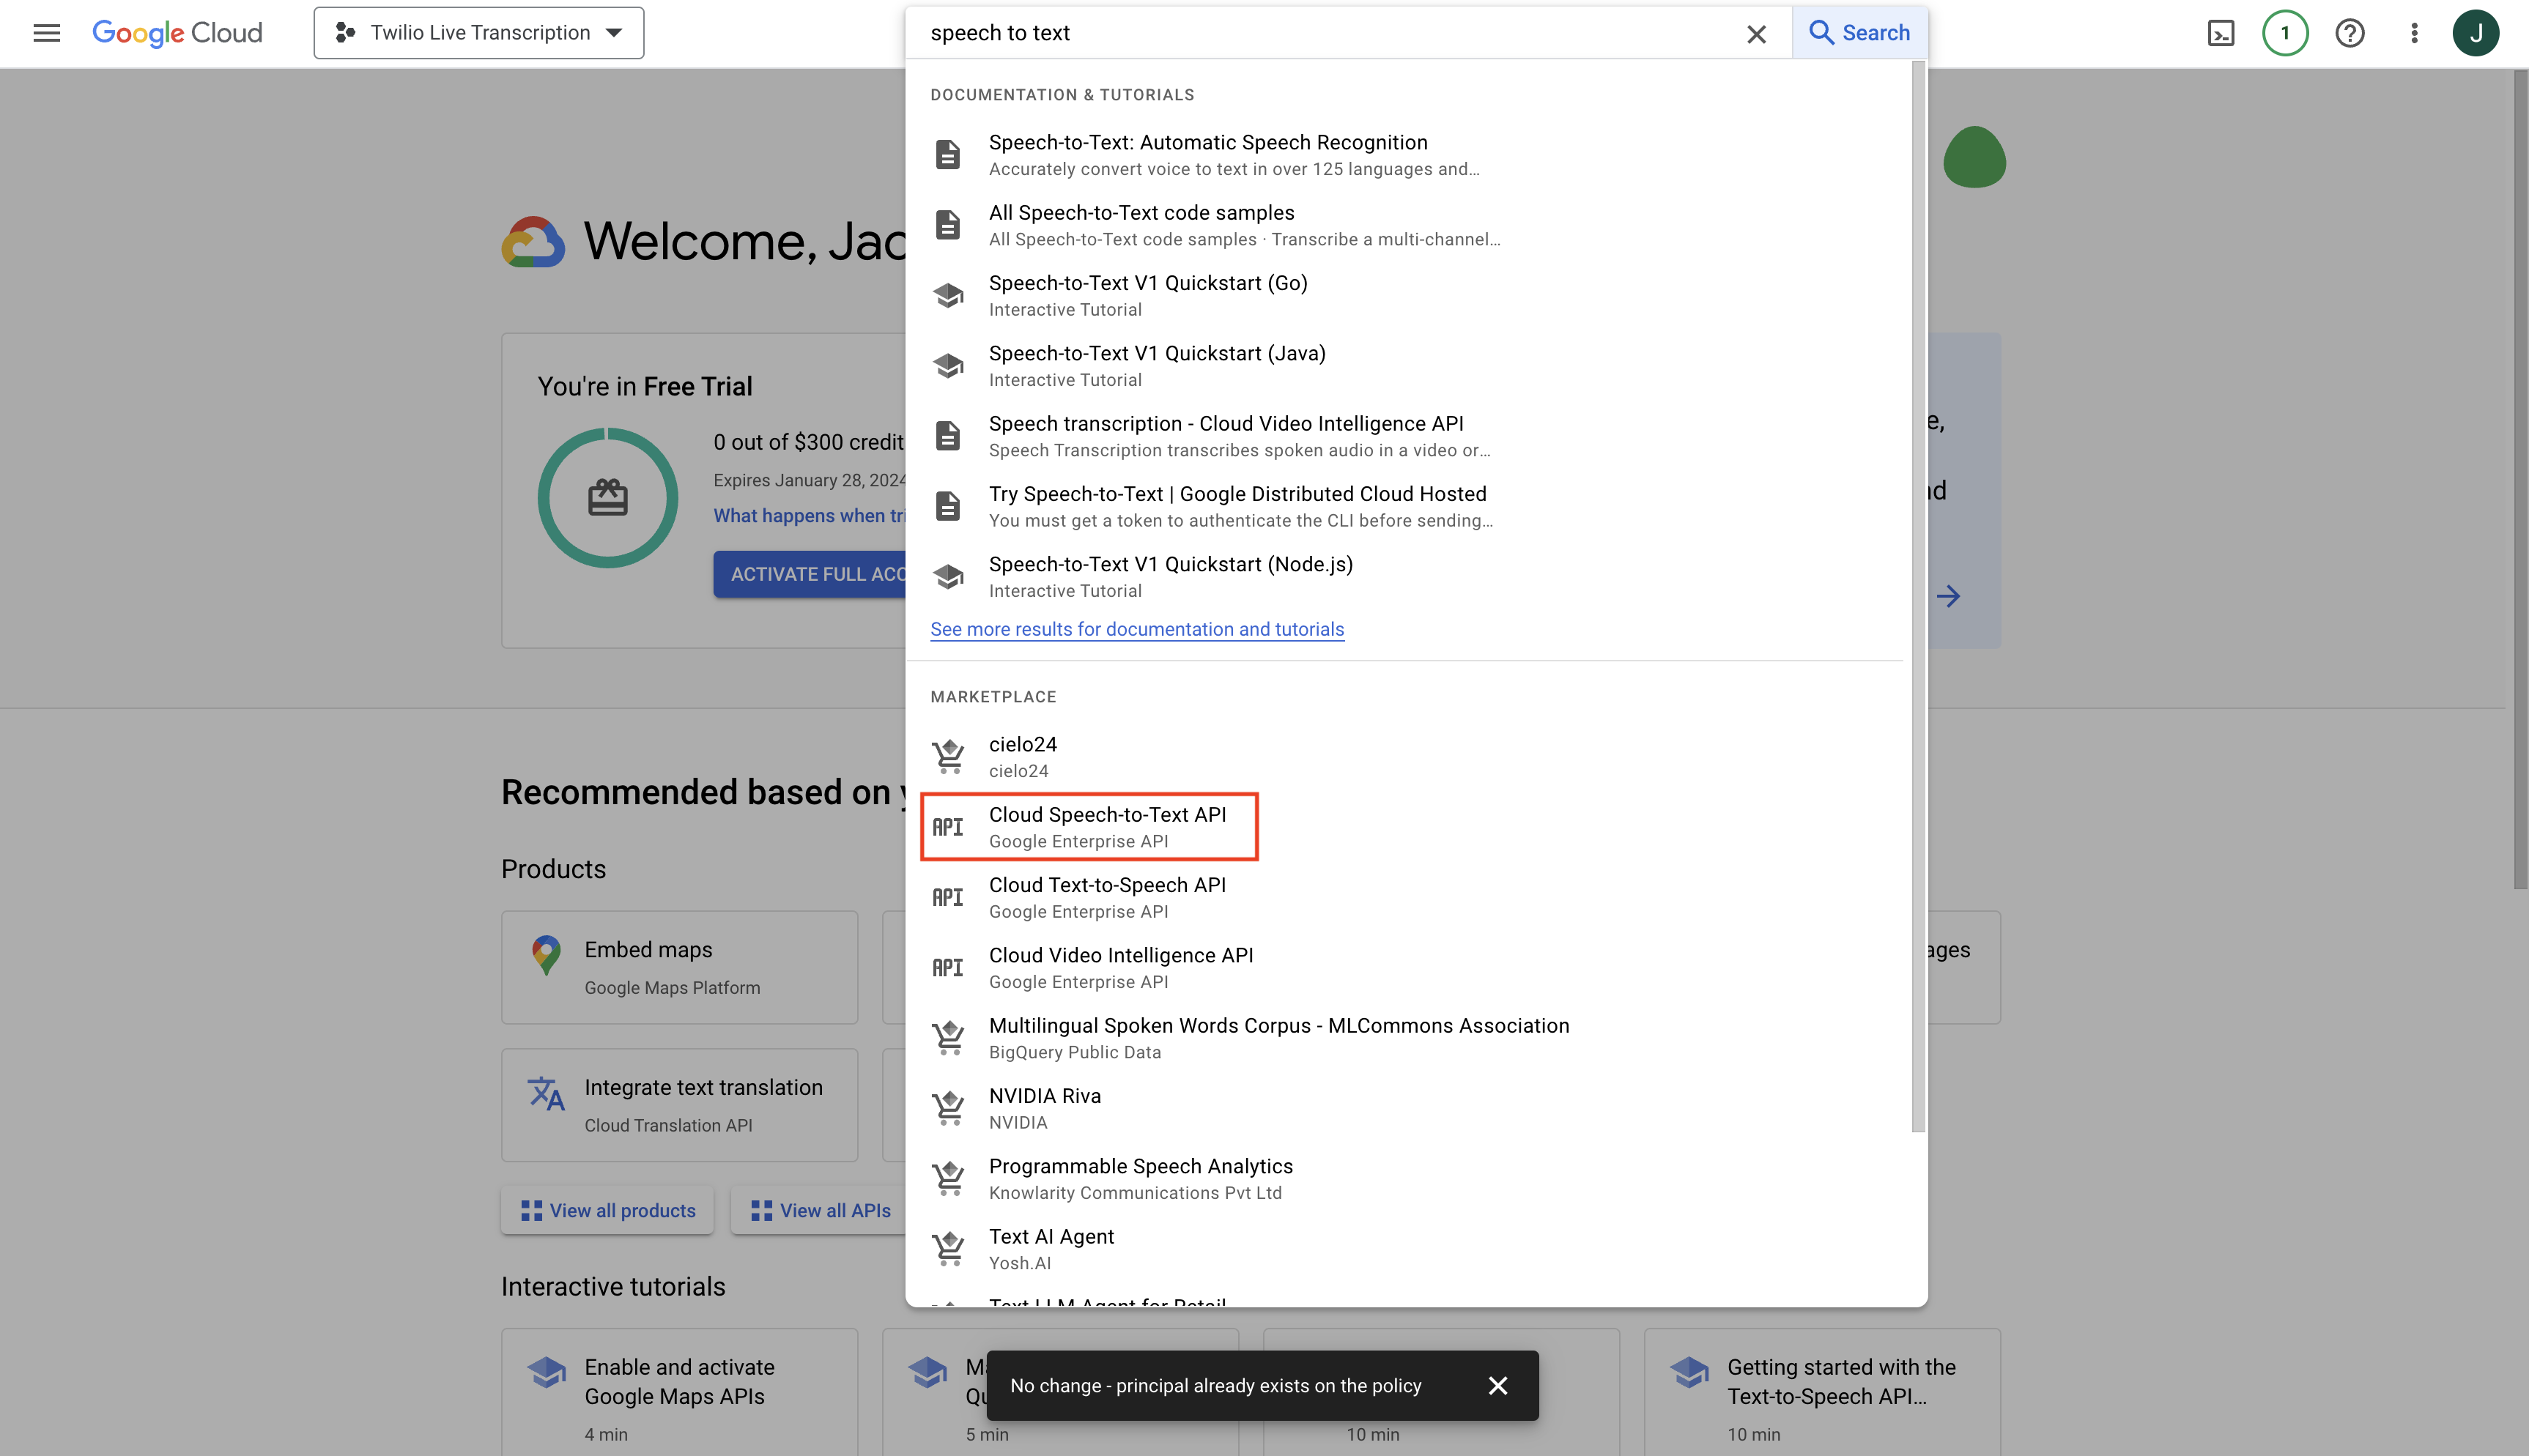 Google Cloud
Twilio Live Transcription
speech to text
Search
1
J
DOCUMENTATION & TUTORIALS
Speech-to-Text: Automatic Speech Recognition
Accurately convert voice to text in over 125 languages and...
All Speech-to-Text code samples
All Speech-to-Text code samples · Transcribe a multi-channel...
Speech-to-Text V1 Quickstart (Go)
Interactive Tutorial
Speech-to-Text V1 Quickstart (Java)
Interactive Tutorial
Speech transcription - Cloud Video Intelligence API
Speech Transcription transcribes spoken audio in a video or...
Try Speech-to-Text | Google Distributed Cloud Hosted
You must get a token to authenticate the CLI before sending...
Speech-to-Text V1 Quickstart (Node.js)
Interactive Tutorial
See more results for documentation and tutorials
MARKETPLACE
cielo24
cielo24
API
Cloud Speech-to-Text API
Google Enterprise API
API
Cloud Text-to-Speech API
Google Enterprise API
API
Cloud Video Intelligence API
Google Enterprise API
Multilingual Spoken Words Corpus - MLCommons Association
BigQuery Public Data
NVIDIA Riva
NVIDIA
Programmable Speech Analytics
Knowlarity Communications Pvt Ltd
Text AI Agent
Yosh.AI
Text LLM Agent for Retail
Welcome, Jac
You're in Free Trial
0 out of $300 credit
Expires January 28, 2024
What happens when tri
ACTIVATE FULL ACC
Recommended based on y
Products
Embed maps
Google Maps Platform
Integrate text translation
Cloud Translation API
View all products
View all APIs
Interactive tutorials
Enable and activate
Google Maps APIs
4 min
5 min
10 min
Getting started with the
Text-to-Speech API...
10 min
No change - principal already exists on the policy